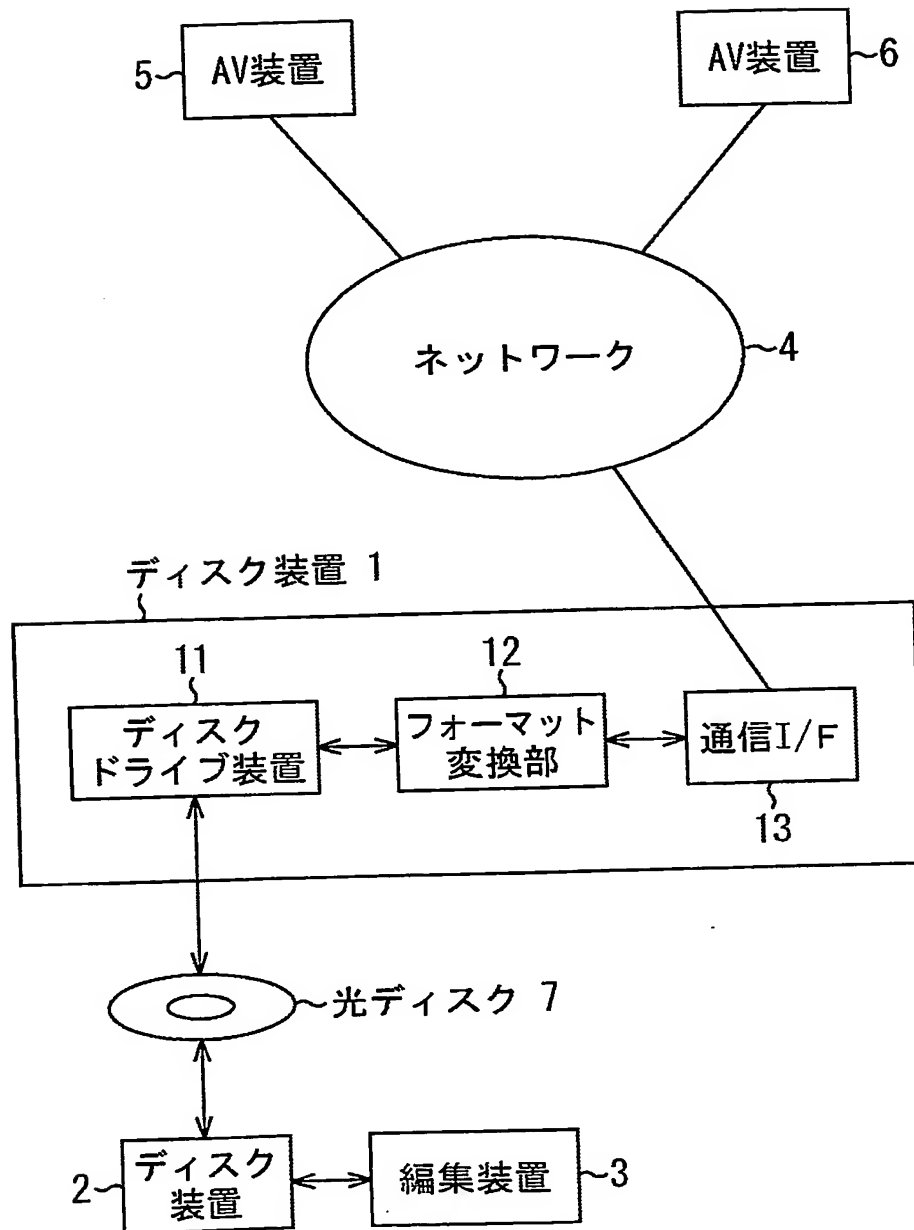 5
AV装置
AV装置
6
ネットワーク
4
ディスク装置 1
11
12
ディスク
ドライブ装置
フォーマット
変換部
通信I/F
13
光ディスク 7
2
ディスク
装置
編集装置
3